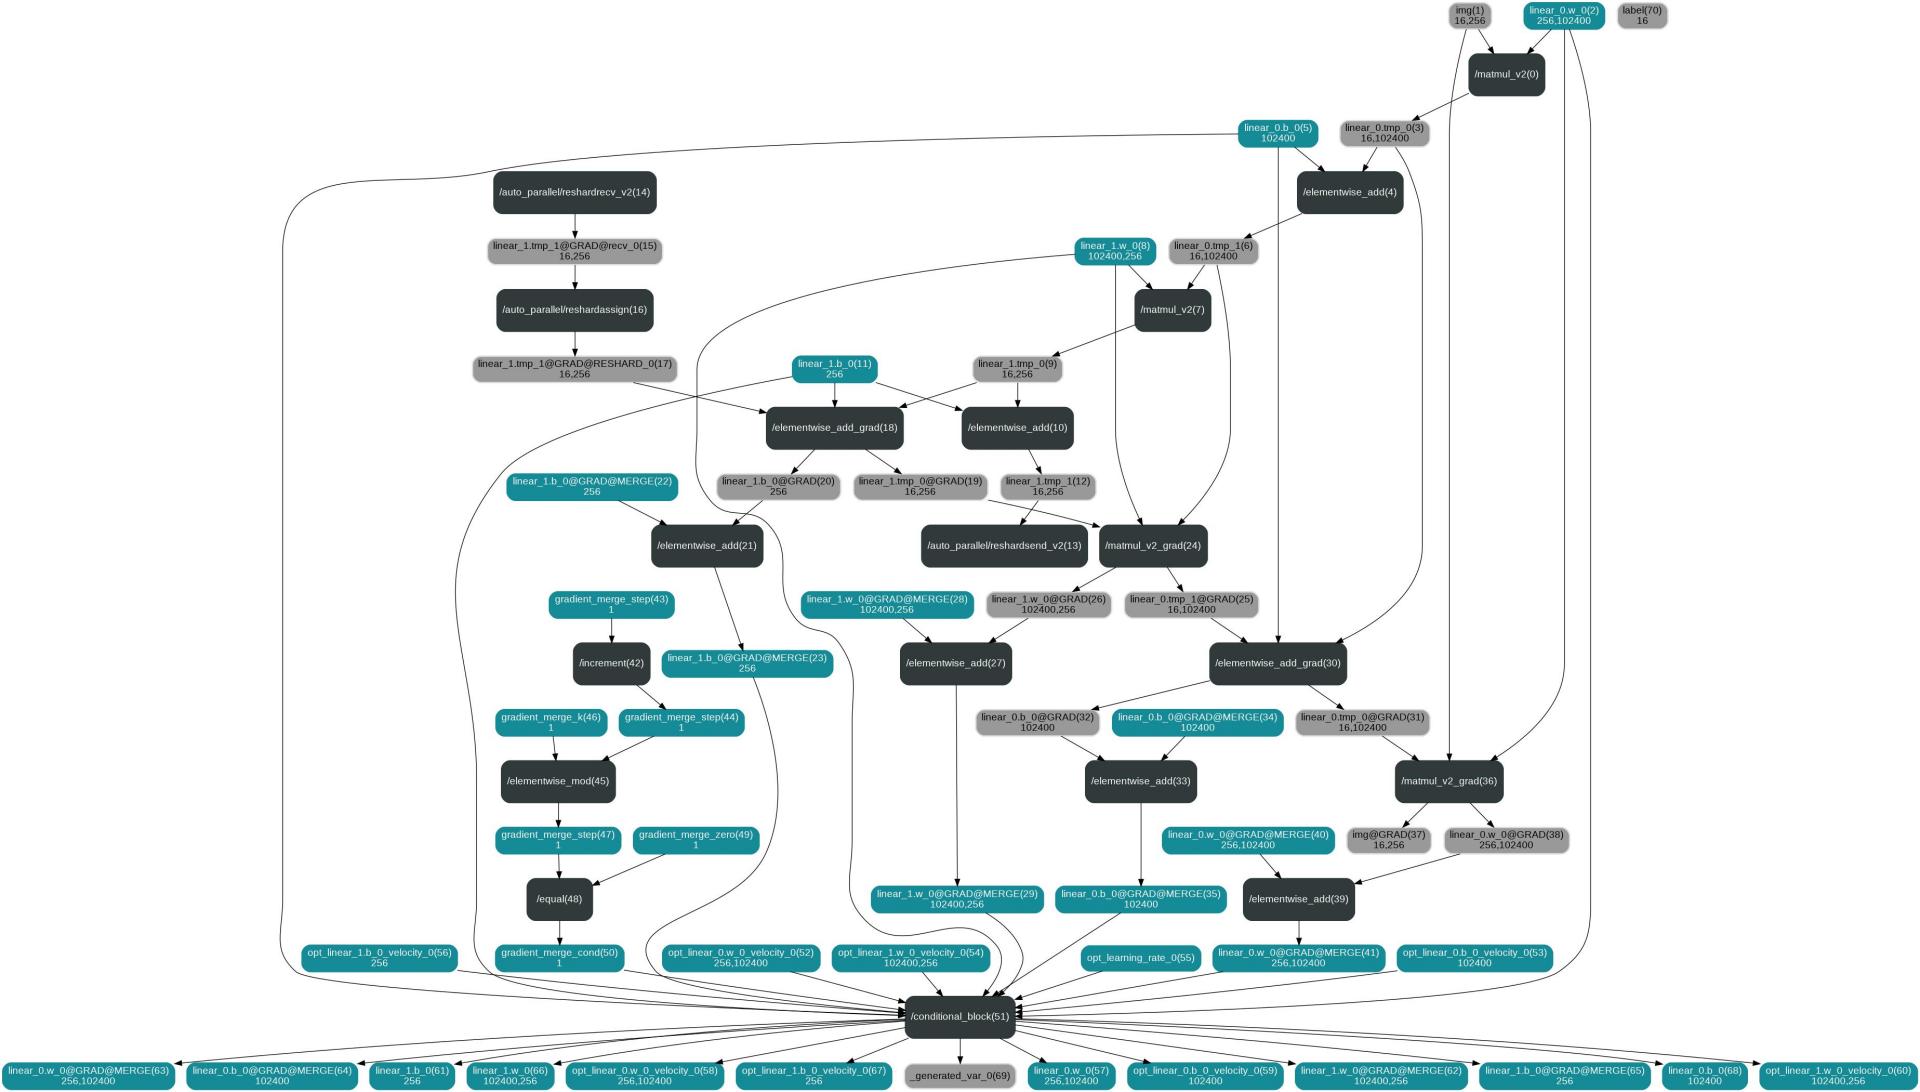 img(1)
16,256
linear_0.w_0(2)
256,102400
label(70)
16
/matmul_v2(0)
linear_0.b_0(5)
102400
linear_0.tmp_0(3)
16,102400
/auto_parallel/reshardrecv_v2(14)
/elementwise_add(4)
linear_1.tmp_1@GRAD@recv_0(15)
16,256
linear_1.w_0(8)
102400,256
linear_0.tmp_1(6)
16,102400
/auto_parallel/reshardassign(16)
/matmul_v2(7)
linear_1.tmp_1@GRAD@RESHARD_0(17)
16,256
linear_1.b_0(11)
256
linear_1.tmp_0(9)
16,256
/elementwise_add_grad(18)
/elementwise_add(10)
linear_1.b_0@GRAD@MERGE(22)
256
linear_1.b_0@GRAD(20)
256
linear_1.tmp_0@GRAD(19)
16,256
linear_1.tmp_1(12)
16,256
/elementwise_add(21)
/auto_parallel/reshardsend_v2(13)
/matmul_v2_grad(24)
gradient_merge_step(43)
1
linear_1.w_0@GRAD@MERGE(28)
102400,256
linear_1.w_0@GRAD(26)
102400,256
linear_0.tmp_1@GRAD(25)
16,102400
/increment(42)
linear_1.b_0@GRAD@MERGE(23)
256
/elementwise_add(27)
/elementwise_add_grad(30)
gradient_merge_k(46)
1
gradient_merge_step(44)
1
linear_0.b_0@GRAD(32)
102400
linear_0.b_0@GRAD@MERGE(34)
102400
linear_0.tmp_0@GRAD(31)
16,102400
/elementwise_mod(45)
/elementwise_add(33)
/matmul_v2_grad(36)
gradient_merge_step(47)
1
gradient_merge_zero(49)
1
linear_0.w_0@GRAD@MERGE(40)
256,102400
img@GRAD(37)
16,256
linear_0.w_0@GRAD(38)
256,102400
/equal(48)
linear_1.w_0@GRAD@MERGE(29)
102400,256
linear_0.b_0@GRAD@MERGE(35)
102400
/elementwise_add(39)
opt_linear_1.b_0_velocity_0(56)
256
gradient_merge_cond(50)
1
opt_linear_0.w_0_velocity_0(52)
256,102400
opt_linear_1.w_0_velocity_0(54)
102400,256
opt_learning_rate_0(55)
linear_0.w_0@GRAD@MERGE(41)
256,102400
opt_linear_0.b_0_velocity_0(53)
102400
/conditional_block(51)
linear_0.w_0@GRAD@MERGE(63)
256,102400
linear_0.b_0@GRAD@MERGE(64)
102400
linear_1.b_0(61)
256
linear_1.w_0(66)
102400,256
opt_linear_0.w_0_velocity_0(58)
256,102400
opt_linear_1.b_0_velocity_0(67)
256
_generated_var_0(69)
linear_0.w_0(57)
256,102400
opt_linear_0.b_0_velocity_0(59)
102400
linear_1.w_0@GRAD@MERGE(62)
102400,256
linear_1.b_0@GRAD@MERGE(65)
256
linear_0.b_0(68)
102400
opt_linear_1.w_0_velocity_0(60)
102400,256